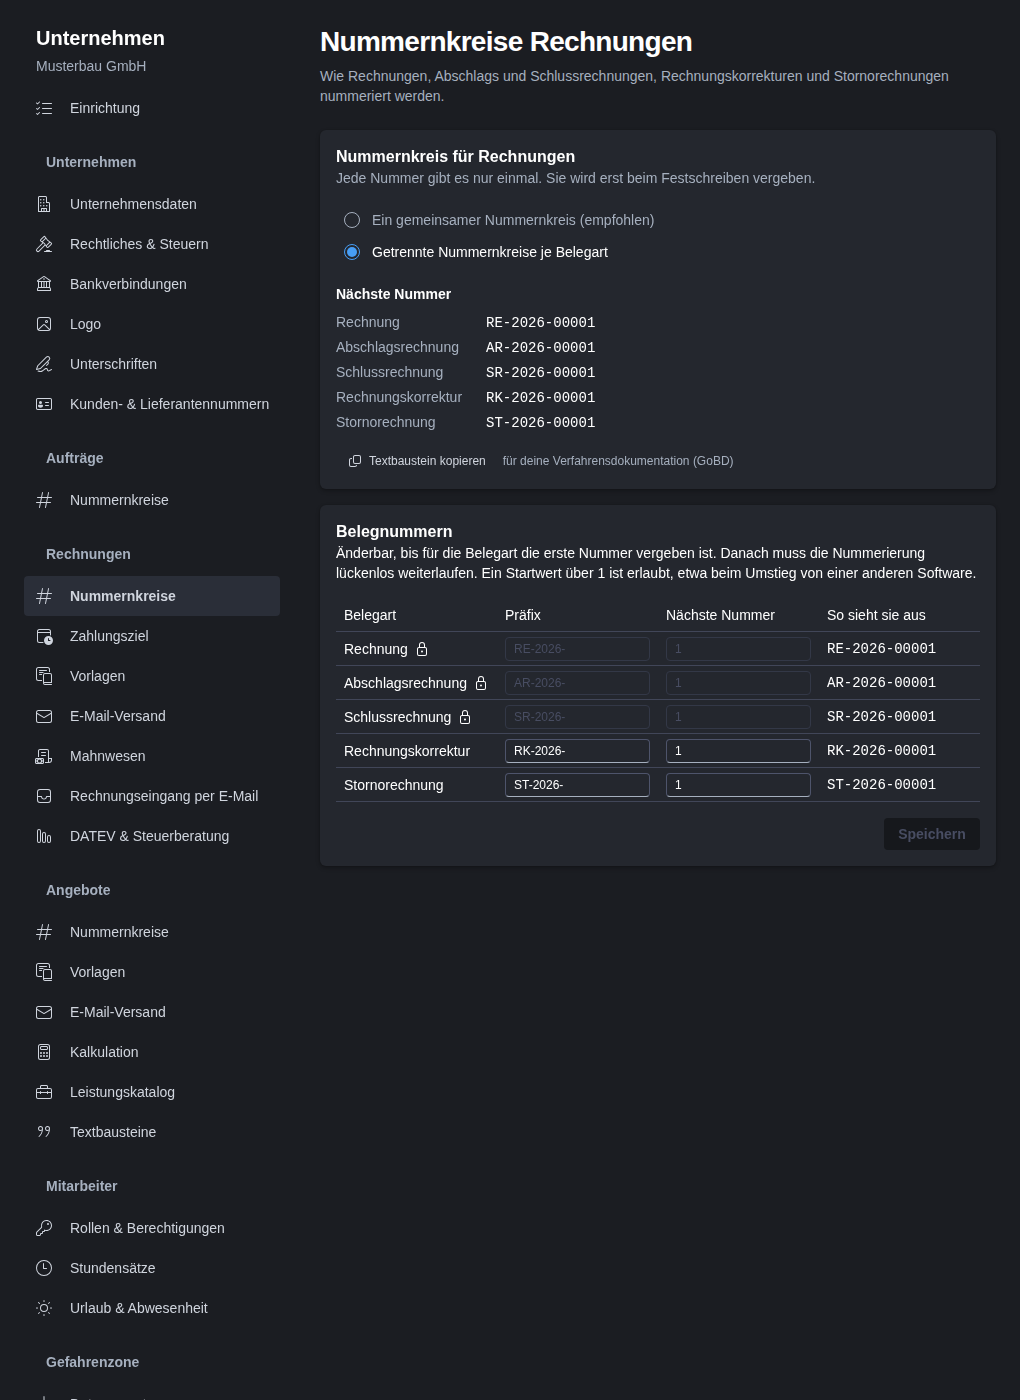 Unternehmen
Musterbau GmbH
Einrichtung
Unternehmen
Unternehmensdaten
Rechtliches & Steuern
Bankverbindungen
Logo
Unterschriften
Kunden- & Lieferantennummern
Aufträge
Nummernkreise
Rechnungen
Nummernkreise
Zahlungsziel
Vorlagen
E-Mail-Versand
Mahnwesen
Rechnungseingang per E-Mail
DATEV & Steuerberatung
Angebote
Nummernkreise
Vorlagen
E-Mail-Versand
Kalkulation
Leistungskatalog
Textbausteine
Mitarbeiter
Rollen & Berechtigungen
Stundensätze
Urlaub & Abwesenheit
Gefahrenzone
Nummernkreise Rechnungen
Wie Rechnungen, Abschlags und Schlussrechnungen, Rechnungskorrekturen und Stornorechnungen
nummeriert werden.
Nummernkreis für Rechnungen
Jede Nummer gibt es nur einmal. Sie wird erst beim Festschreiben vergeben.
Ein gemeinsamer Nummernkreis (empfohlen)
Getrennte Nummernkreise je Belegart
Nächste Nummer
Rechnung RE-2026-00001
Abschlagsrechnung AR-2026-00001
Schlussrechnung SR-2026-00001
Rechnungskorrektur RK-2026-00001
Stornorechnung ST-2026-00001
Textbaustein kopieren für deine Verfahrensdokumentation (GoBD)
Belegnummern
Änderbar, bis für die Belegart die erste Nummer vergeben ist. Danach muss die Nummerierung
lückenlos weiterlaufen. Ein Startwert über 1 ist erlaubt, etwa beim Umstieg von einer anderen Software.
Belegart Präfix Nächste Nummer So sieht sie aus
Rechnung RE-2026- 1 RE-2026-00001
Abschlagsrechnung AR-2026- 1 AR-2026-00001
Schlussrechnung SR-2026- 1 SR-2026-00001
Rechnungskorrektur RK-2026- 1 RK-2026-00001
Stornorechnung ST-2026- 1 ST-2026-00001
Speichern